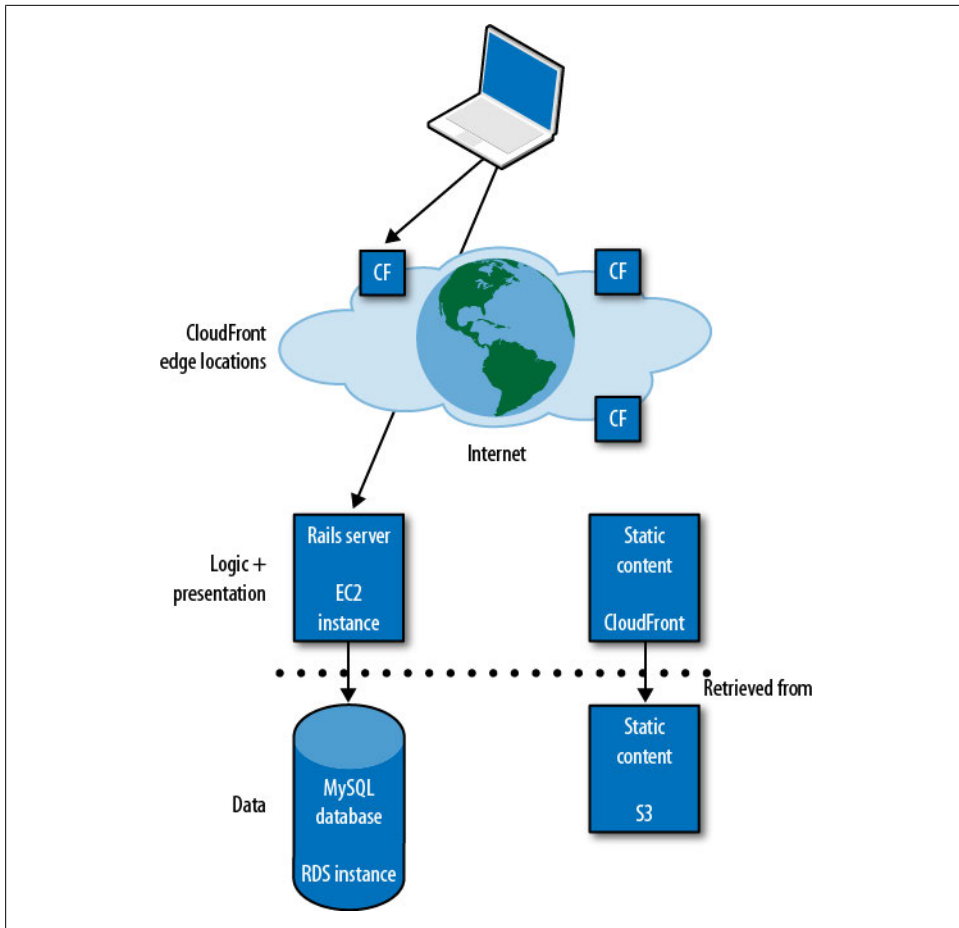 CF
CF
CloudFront
edge locations
CF
Internet
Rails server
EC2
instance
Logic +
presentation
Static
content
CloudFront
Retrieved from
MySQL
database
RDS instance
Data
Static
content
S3